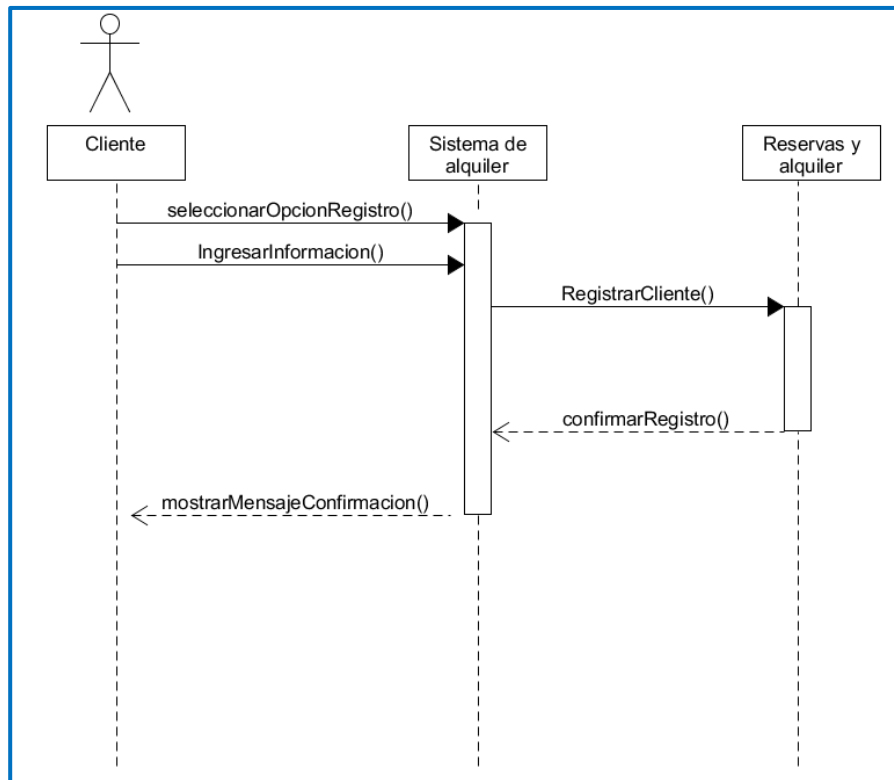 Cliente
Sistema de
alquiler
Reservas y
alquiler
seleccionarOpcionRegistro()
IngresarInformacion()
RegistrarCliente()
confirmarRegistro()
mostrarMensajeConfirmacion()